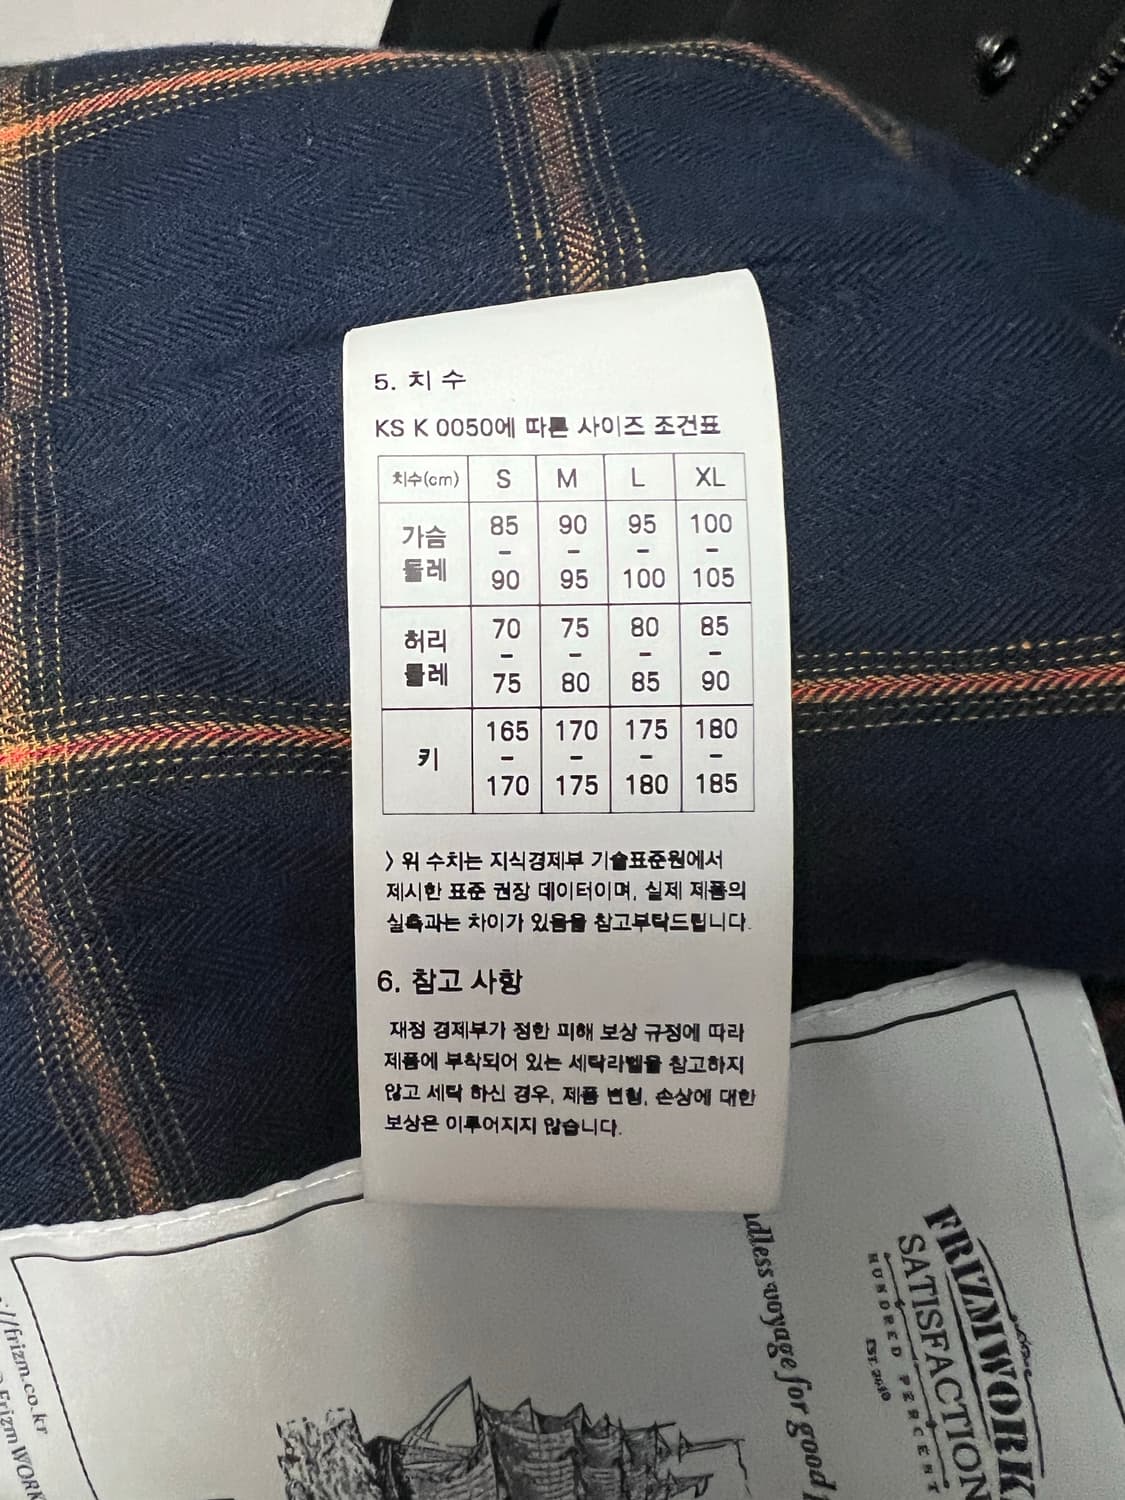 5. 치 수
KS K 0050에 따른 사이즈 조건표
치수(cm) S M L XL
가슴 둘레 85 - 90 90 - 95 95 - 100 100 - 105
허리 둘레 70 - 75 75 - 80 80 - 85 85 - 90
키 165 - 170 170 - 175 175 - 180 180 - 185
> 위 수치는 지식경제부 기술표준원에서
제시한 표준 권장 데이터이며, 실제 제품의
실측과는 차이가 있음을 참고부탁드립니다.
6. 참고 사항
재정 경제부가 정한 피해 보상 규정에 따라
제품에 부착되어 있는 세탁라벨을 참고하지
않고 세탁 하신 경우, 제품 변형, 손상에 대한
보상은 이루어지지 않습니다.
voyage for good
FRIZMWORK
SATISFACTION
HUNDRED PERCENT
://frizm.co.kr
FrizmWORK